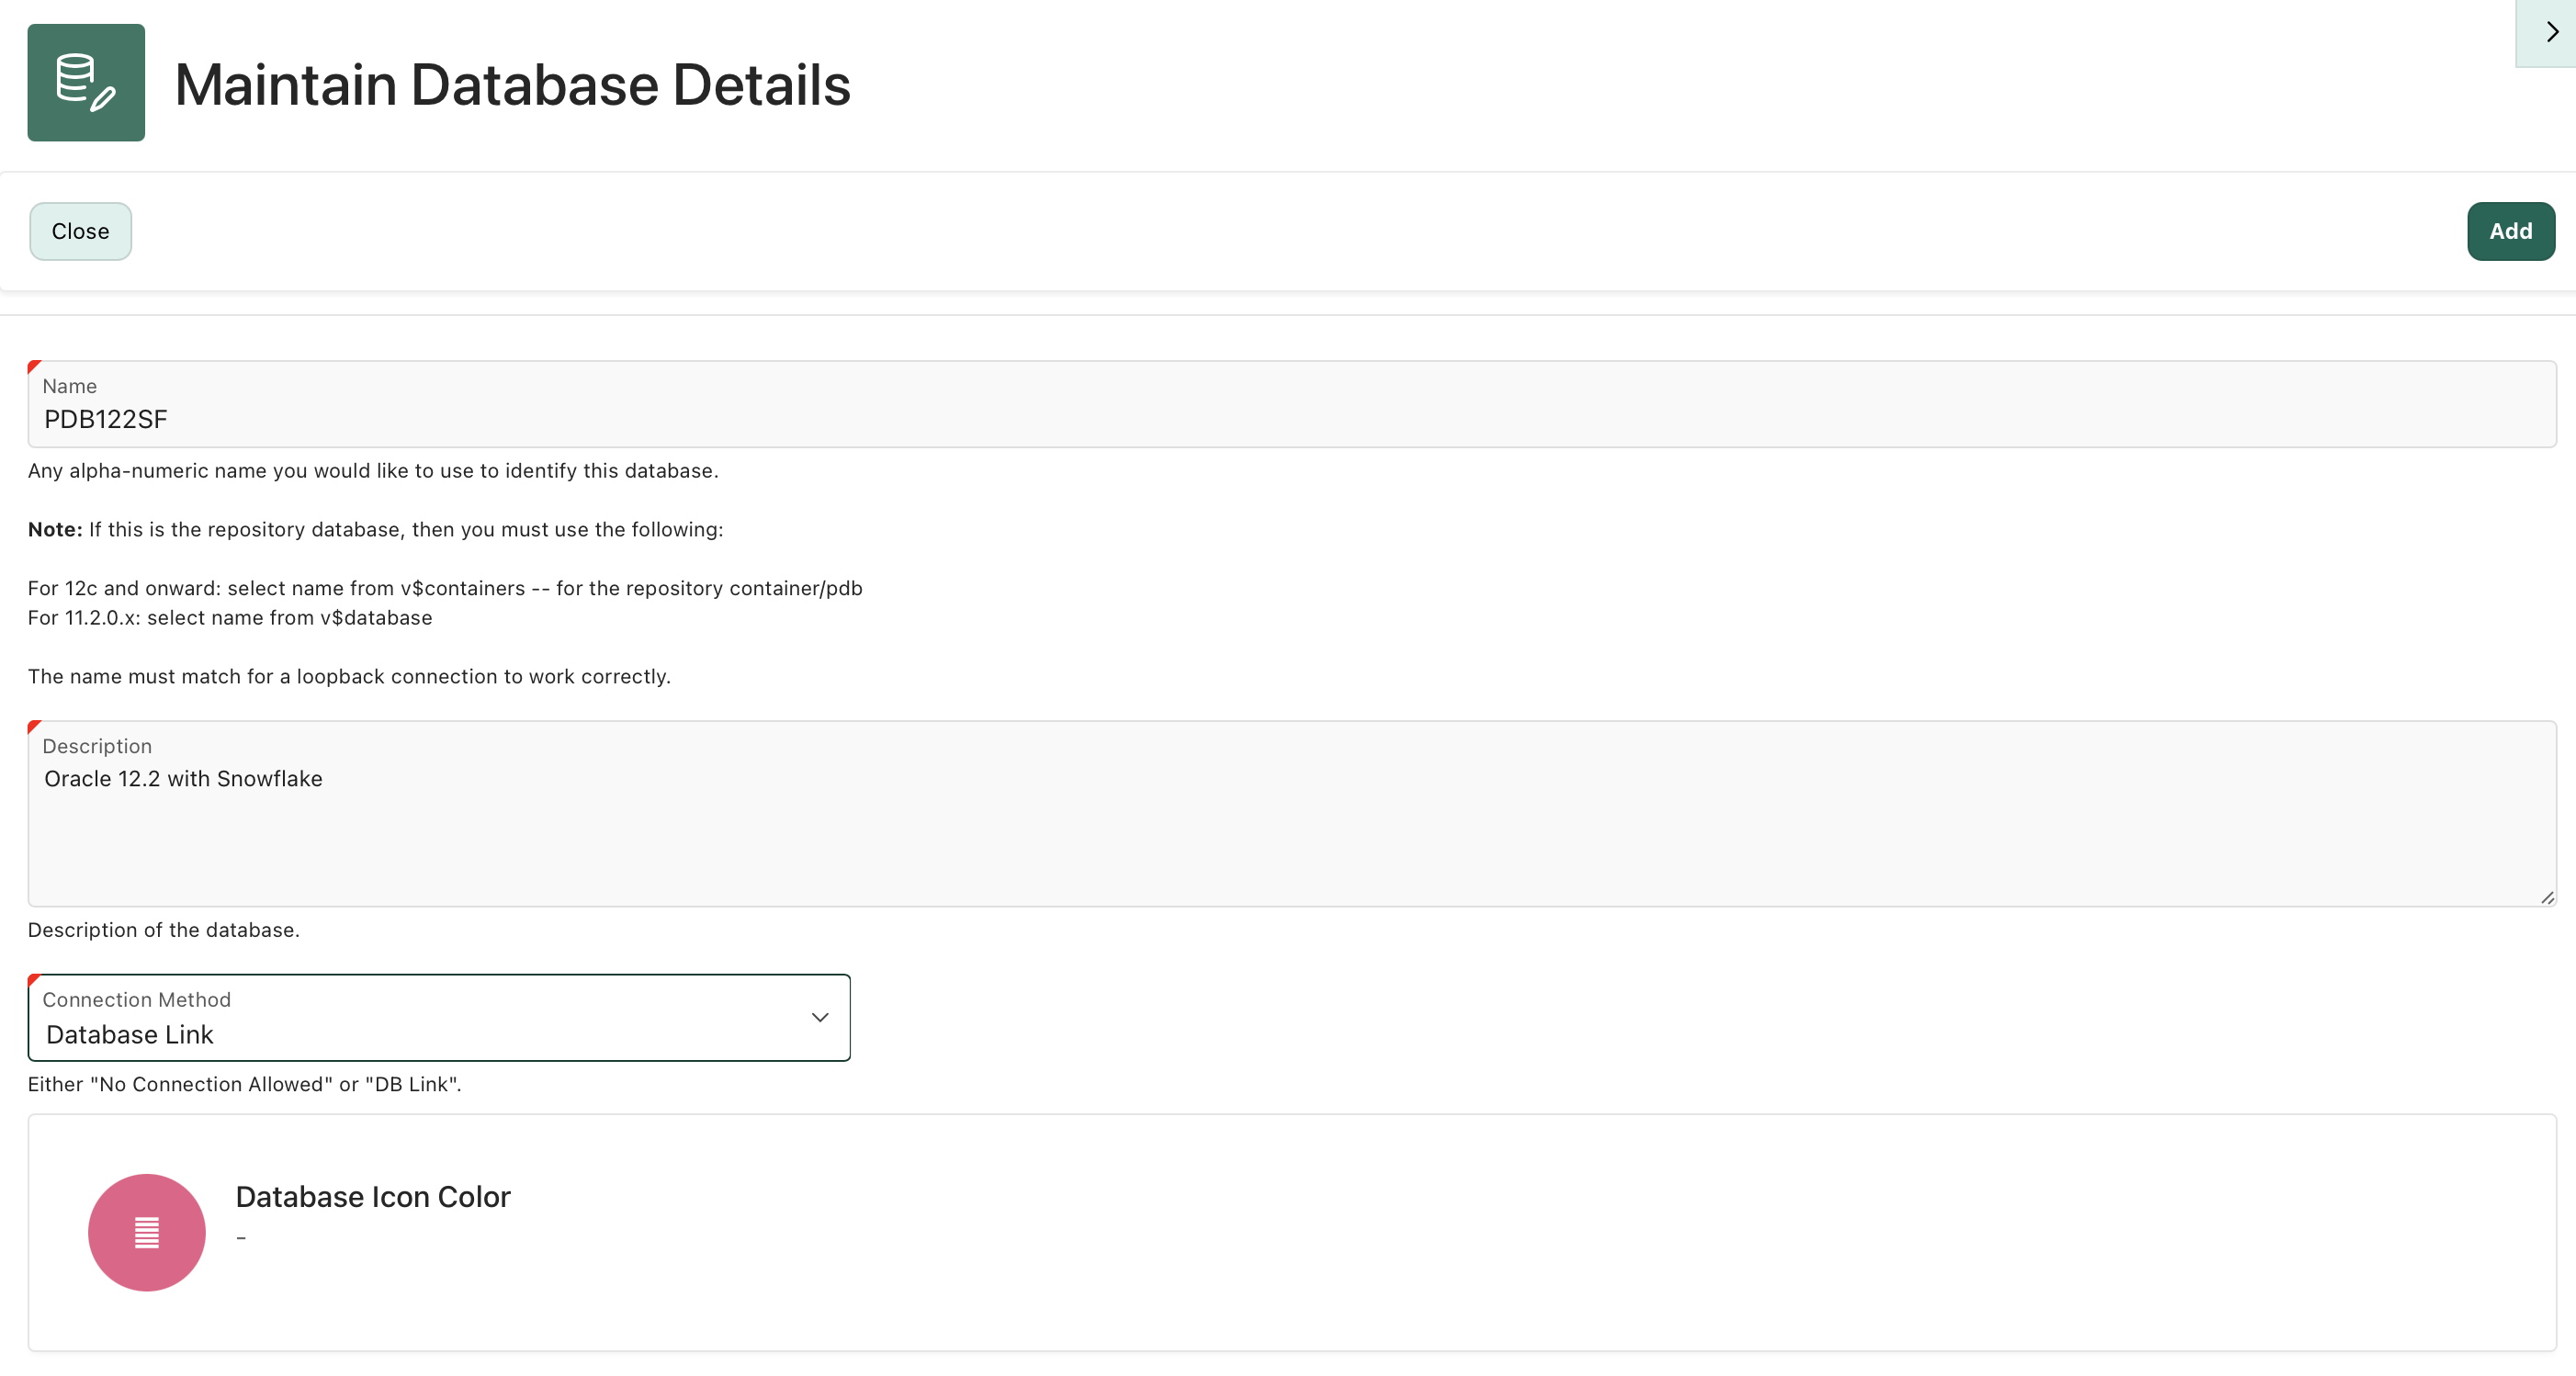 Maintain Database Details
Close
Add
Name
PDB122SF
Any alpha-numeric name you would like to use to identify this database.
Note: If this is the repository database, then you must use the following:
For 12c and onward: select name from v$containers -- for the repository container/pdb
For 11.2.0.x: select name from v$database
The name must match for a loopback connection to work correctly.
Description
Oracle 12.2 with Snowflake
Description of the database.
Connection Method
Database Link
Either "No Connection Allowed" or "DB Link".
Database Icon Color
-